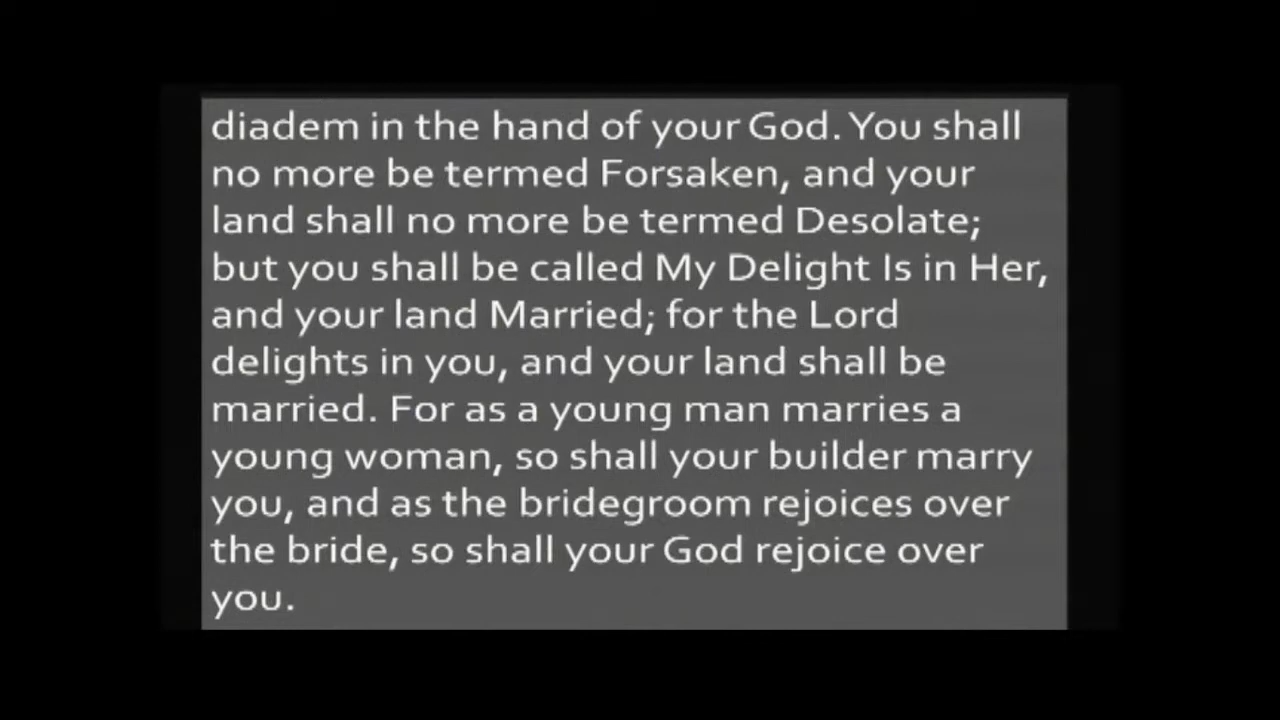 diadem in the hand of your God. You shall
no more be termed Forsaken, and your
land shall no more be termed Desolate;
but you shall be called My Delight Is in Her,
and your land Married; for the Lord
delights in you, and your land shall be
married. For as a young man marries a
young woman, so shall your builder marry
you, and as the bridegroom rejoices over
the bride, so shall your God rejoice over
you.